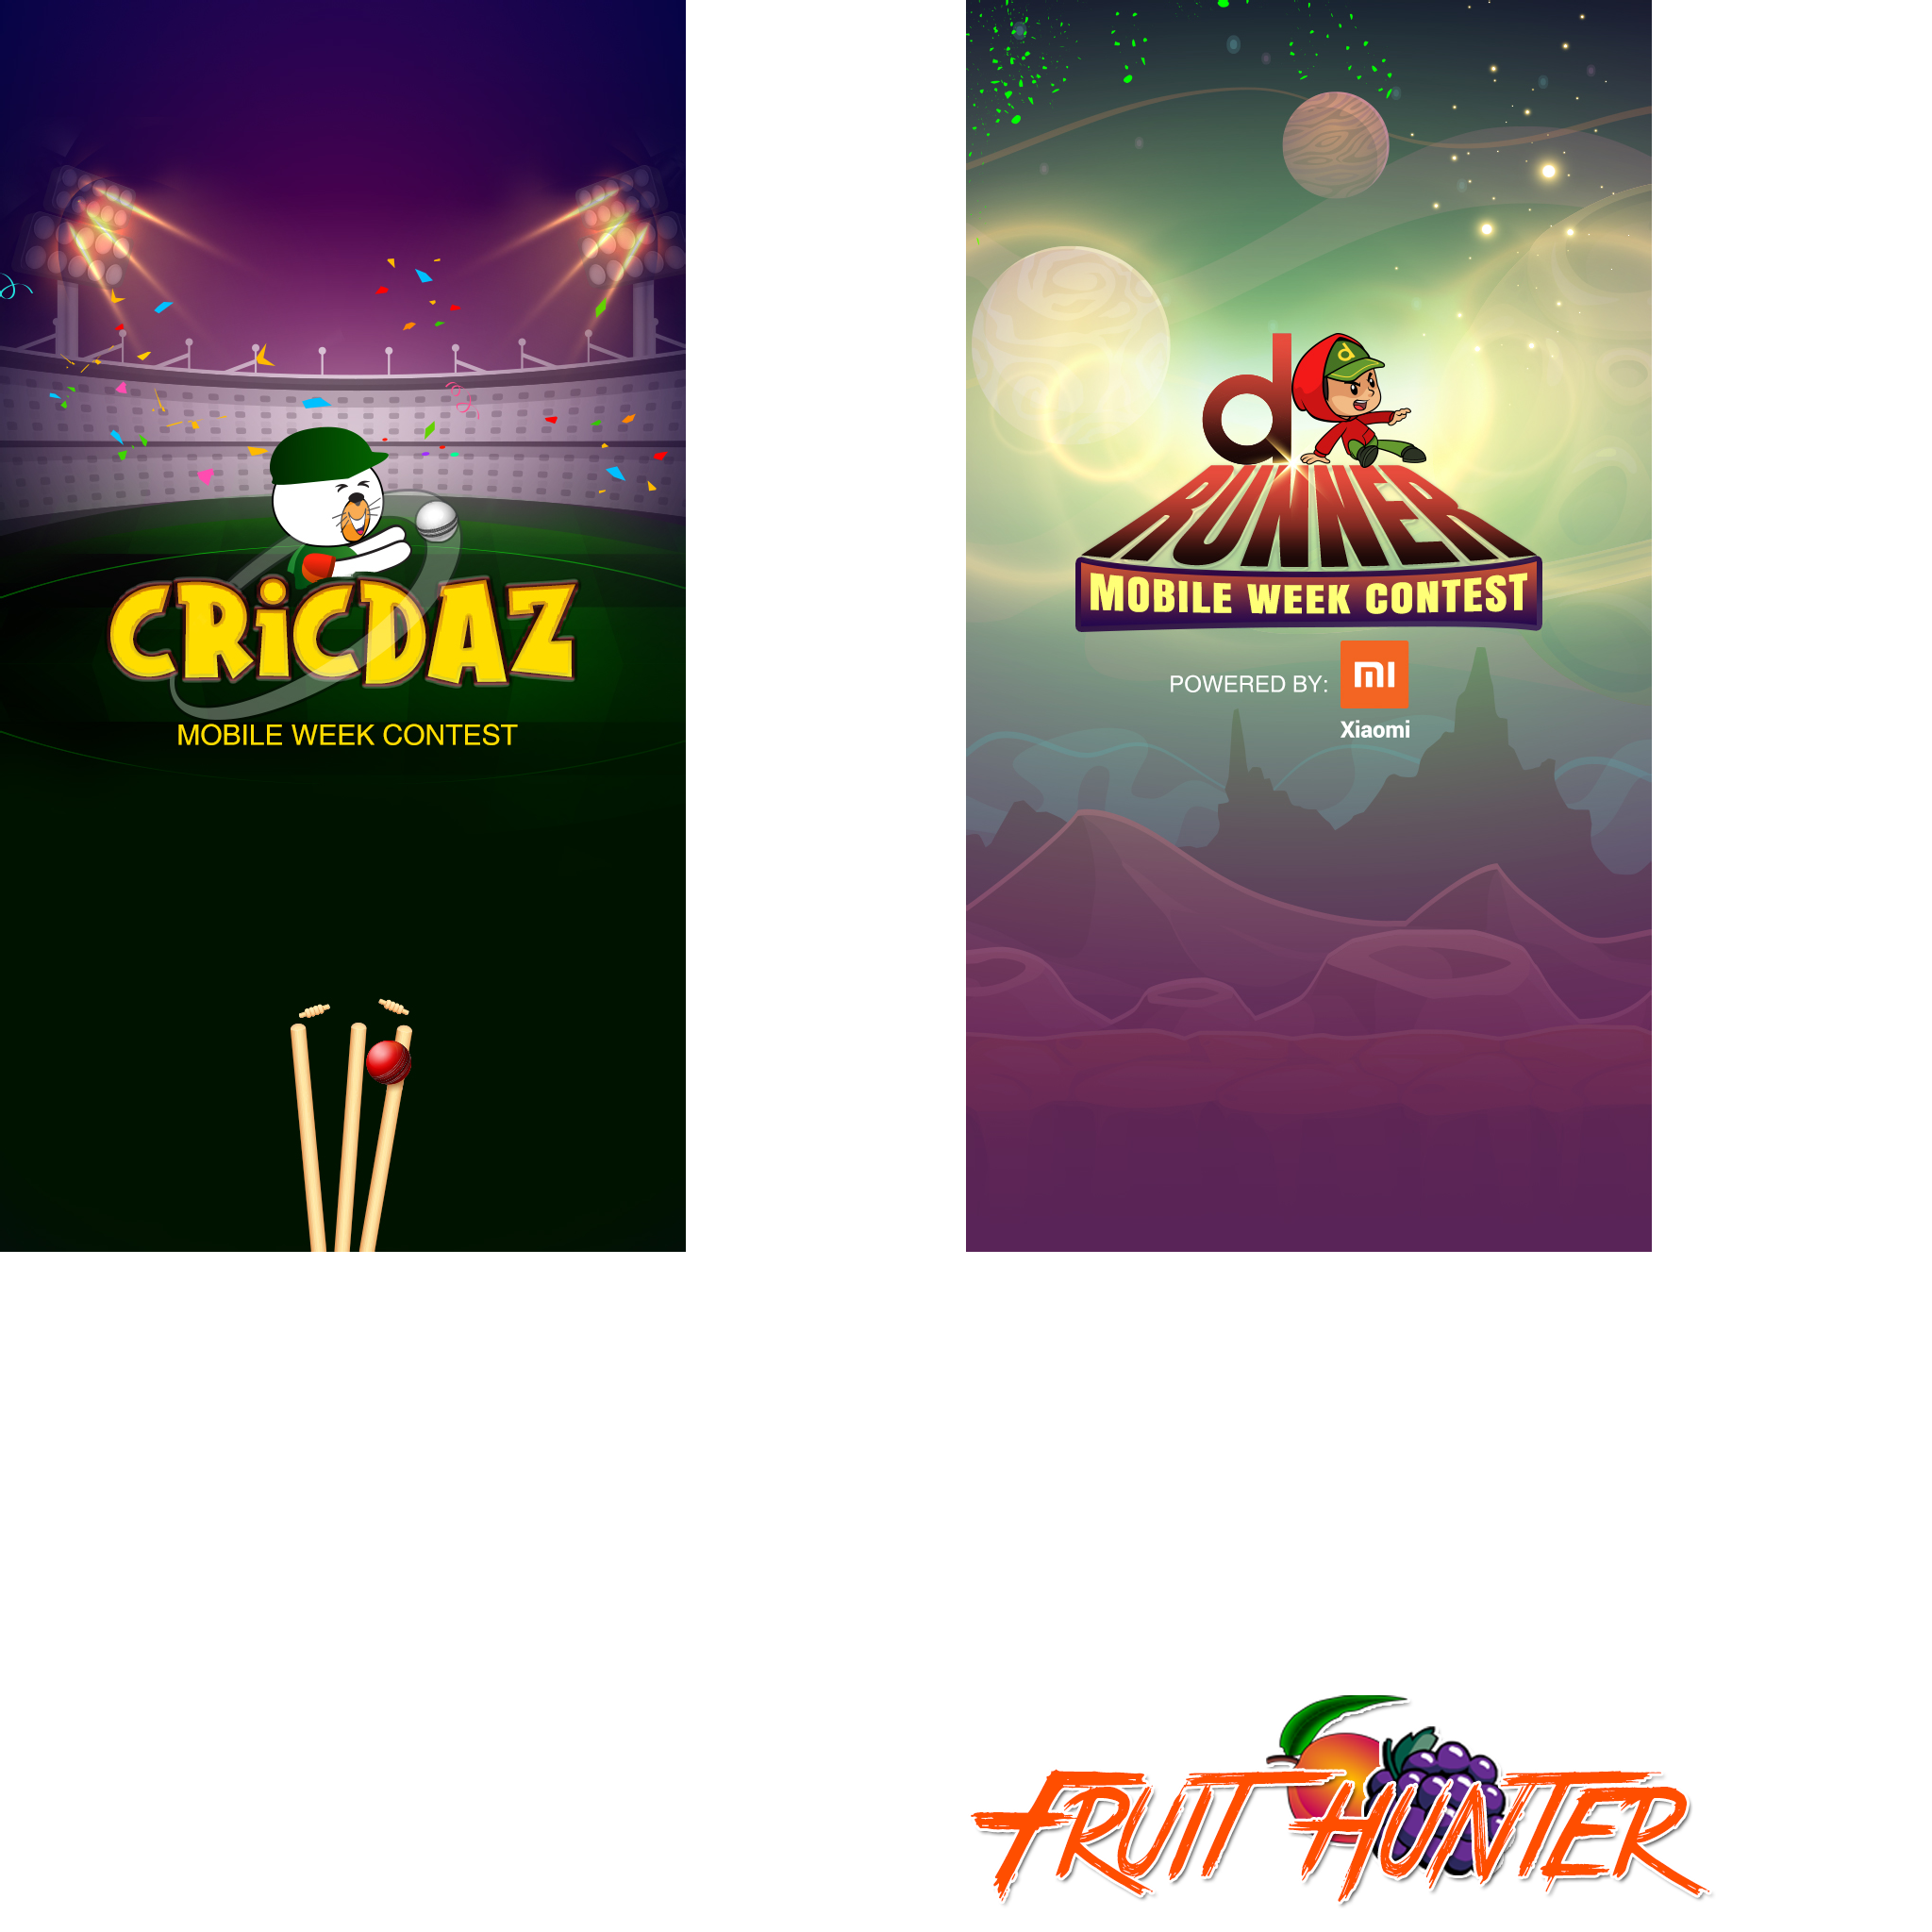 CRiCDAZ
MOBILE WEEK CONTEST
d
d
RUNNER
MOBILE WEEK CONTEST
POWERED BY:
mi
Xiaomi
FRUIT HUNTER